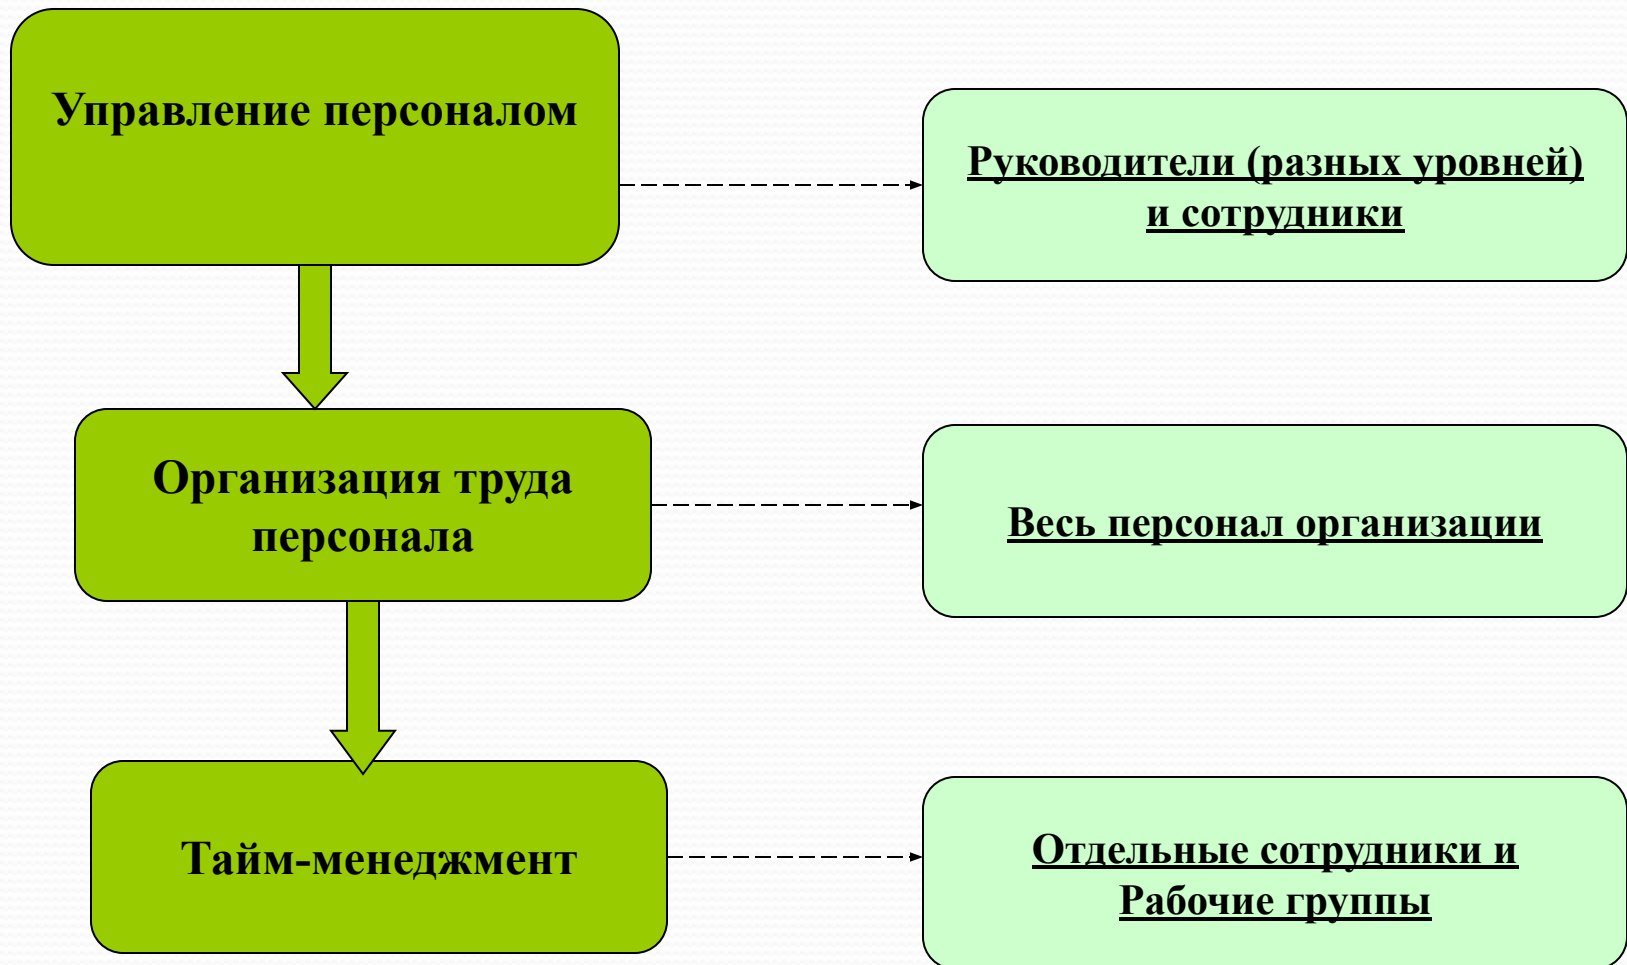 Управление персоналом
Руководители (разных уровней)
и сотрудники
Организация труда
персонала
Весь персонал организации
Тайм-менеджмент
Отдельные сотрудники и
Рабочие группы